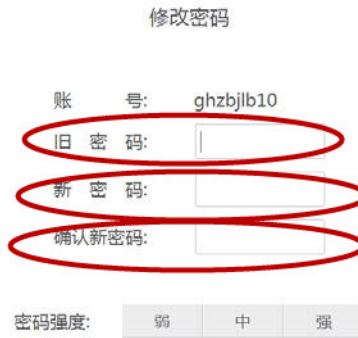 修改密码
账 号: ghzbjlb10
旧 密 码:
新 密 码:
确认新密码:
密码强度: 弱 中 强